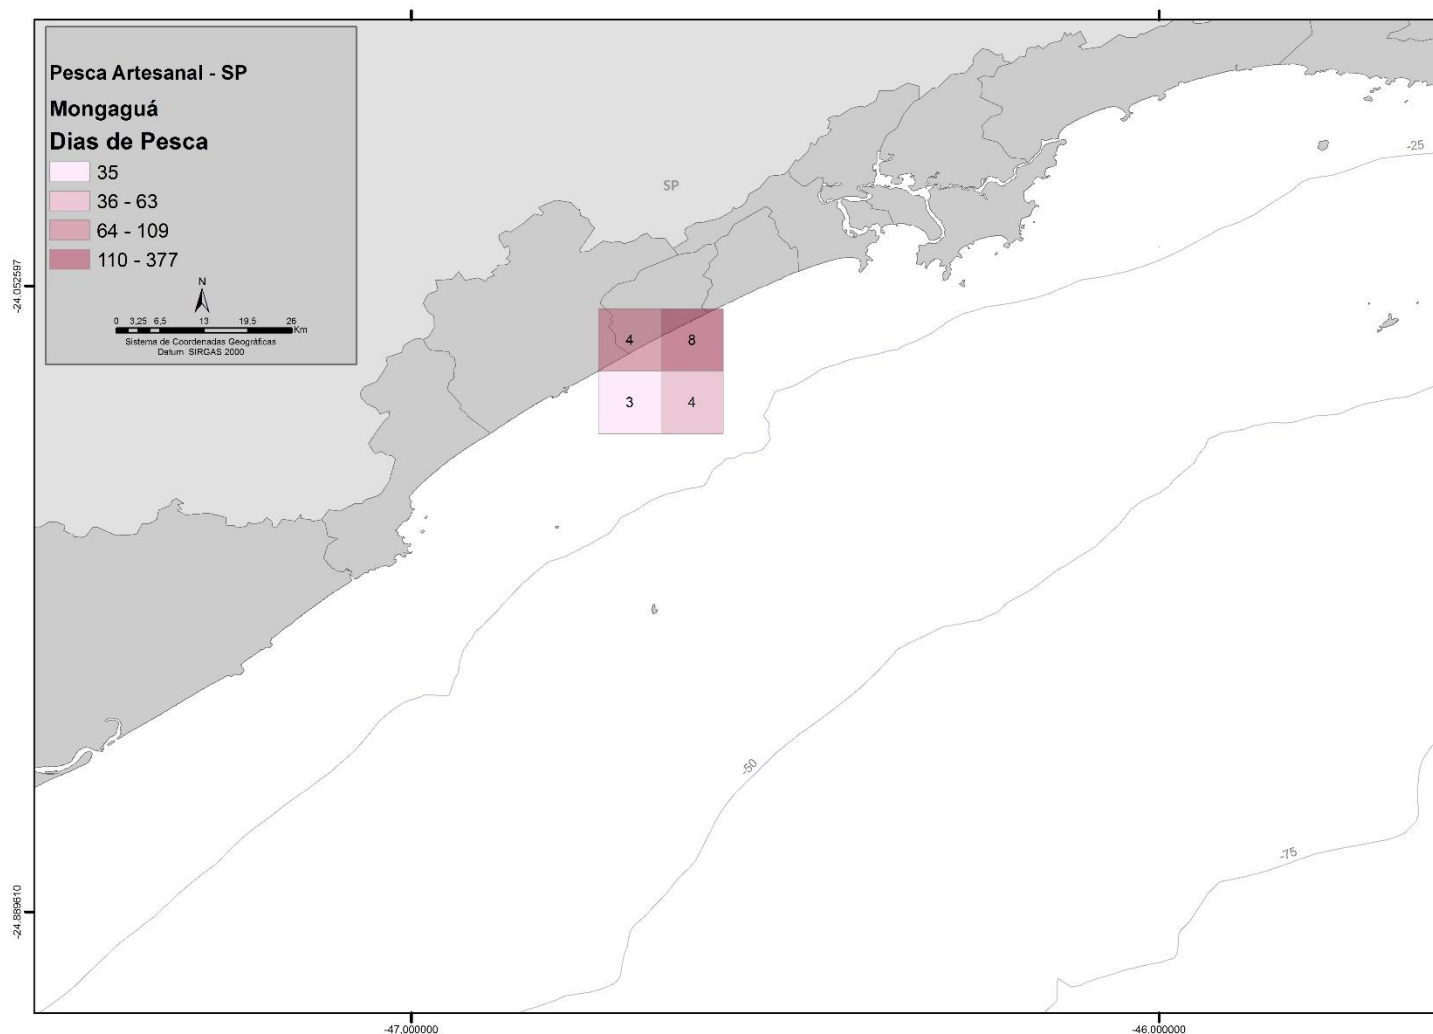 Pesca Artesanal - SP
Mongaguá
Dias de Pesca
35
36 - 63
64 - 109
110 - 377
N
0 3,25 6,5 13 19,5 26
Km
Sistema de Coordenadas Geográficas
Datum SIRGAS 2000
SP
-25
-24,052597
4 8
3 4
-50
-75
-24,889610
-47,000000 -46,000000